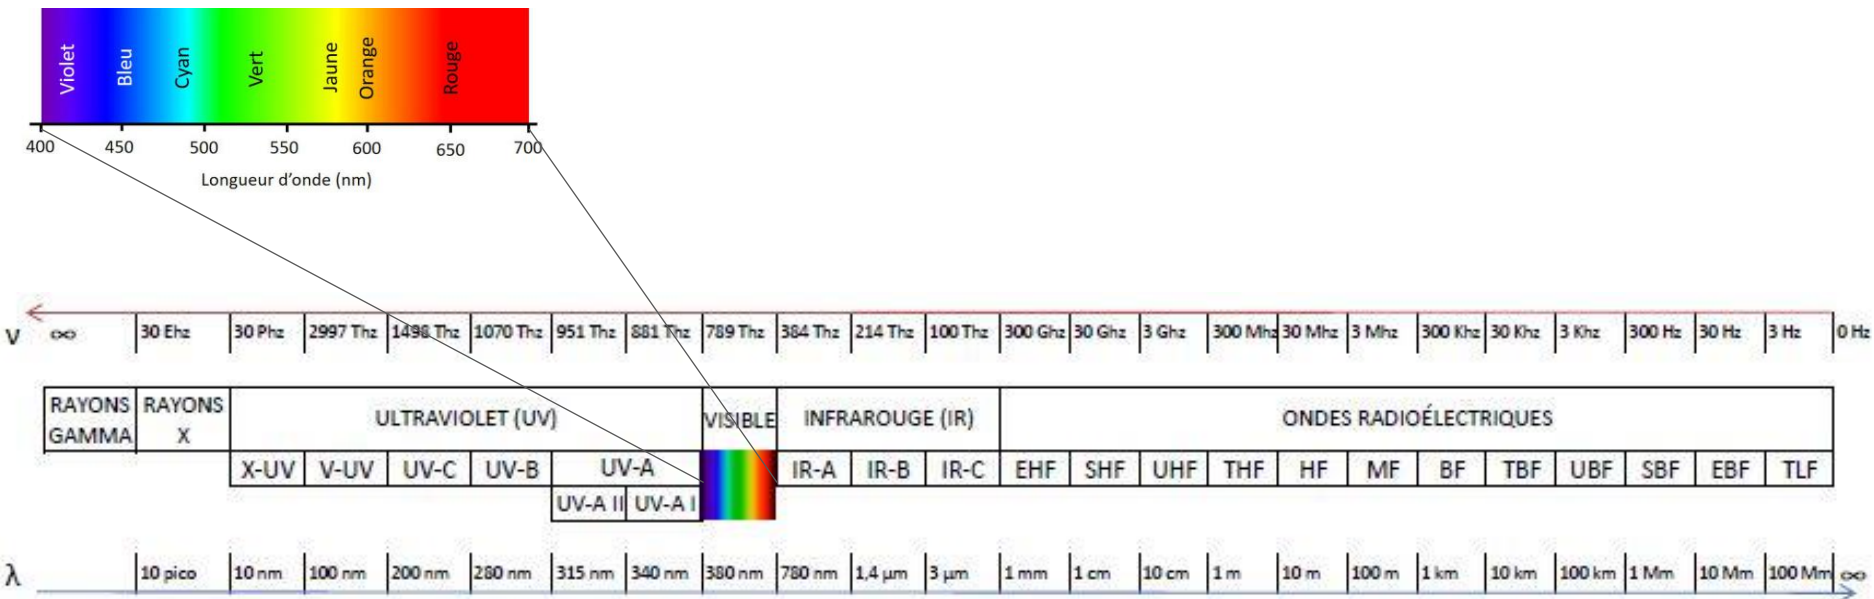 Violet Bleu Cyan Vert Jaune Orange Rouge
400 450 500 550 600 650 700
Longueur d’onde (nm)
ν ∞ 30 Ehz 30 Phz 2997 Thz 1498 Thz 1070 Thz 951 Thz 881 Thz 789 Thz 384 Thz 214 Thz 100 Thz 300 Ghz 30 Ghz 3 Ghz 300 Mhz 30 Mhz 3 Mhz 300 Khz 30 Khz 3 Khz 300 Hz 30 Hz 3 Hz 0 Hz
RAYONS GAMMA RAYONS X ULTRAVIOLET (UV) VISIBLE INFRAROUGE (IR) ONDES RADIOÉLECTRIQUES
X-UV V-UV UV-C UV-B UV-A IR-A IR-B IR-C EHF SHF UHF THF HF MF BF TBF UBF SBF EBF TLF
UV-A II UV-A I
λ 10 pico 10 nm 100 nm 200 nm 280 nm 315 nm 340 nm 380 nm 780 nm 1,4 µm 3 µm 1 mm 1 cm 10 cm 1 m 10 m 100 m 1 km 10 km 100 km 1 Mm 10 Mm 100 Mm ∞